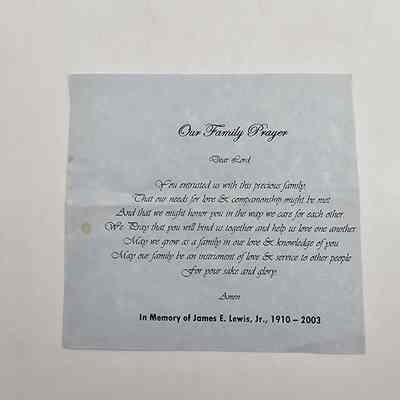 Our Family Prayer
Dear Lord
You entrusted us with this precious family,
That our needs for love & companionship might be met
And that we might honor you in the way we care for each other.
We Pray that you will bind us together and help us love one another.
May we grow as a family in our love & knowledge of you.
May our family be an instrument of love & service to other people
For your sake and glory.
Amen
In Memory of James E. Lewis, Jr., 1910 – 2003